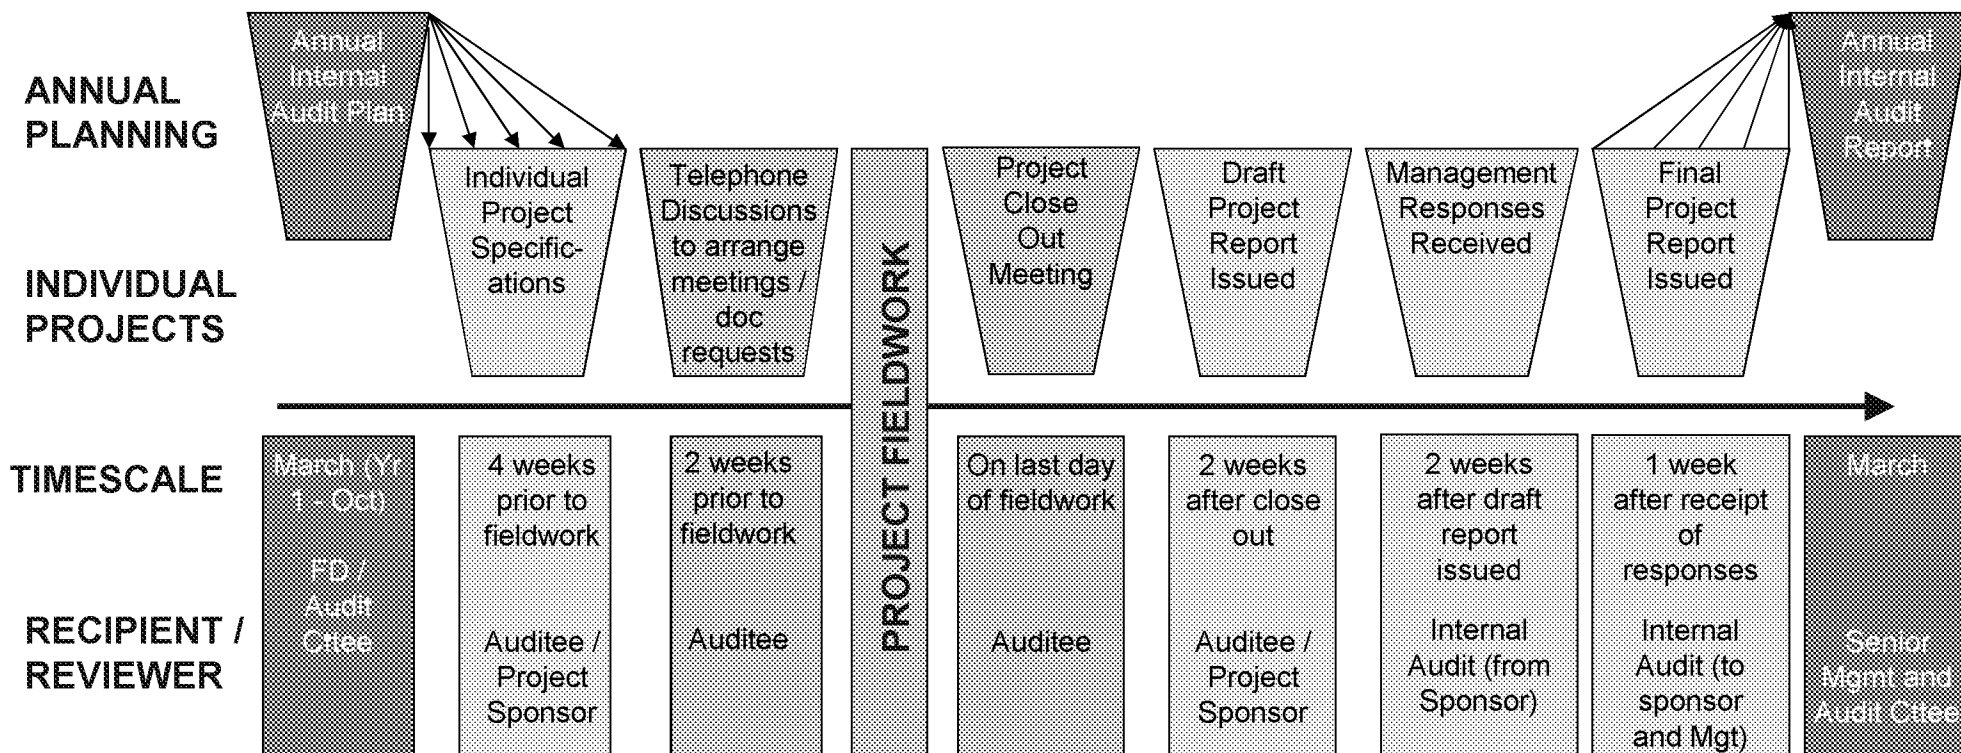 ANNUAL
PLANNING
INDIVIDUAL
PROJECTS
Annual
Internal
Audit Plan
Individual
Project
Specific-
ations
Telephone
Discussions
to arrange
meetings /
doc
requests
PROJECT FIELDWORK
Project
Close
Out
Meeting
Draft
Project
Report
Issued
Management
Responses
Received
Final
Project
Report
Issued
Annual
Internal
Audit
Report
TIMESCALE
March (Yr
1 - Oct)
4 weeks
prior to
fieldwork
2 weeks
prior to
fieldwork
On last day
of fieldwork
2 weeks
after close
out
2 weeks
after draft
report
issued
1 week
after receipt
of
responses
March
RECIPIENT /
REVIEWER
FD /
Audit
Cttee
Auditee /
Project
Sponsor
Auditee
Auditee
Auditee /
Project
Sponsor
Internal
Audit (from
Sponsor)
Internal
Audit (to
sponsor
and Mgt)
Senior
Mgmt and
Audit Cttee